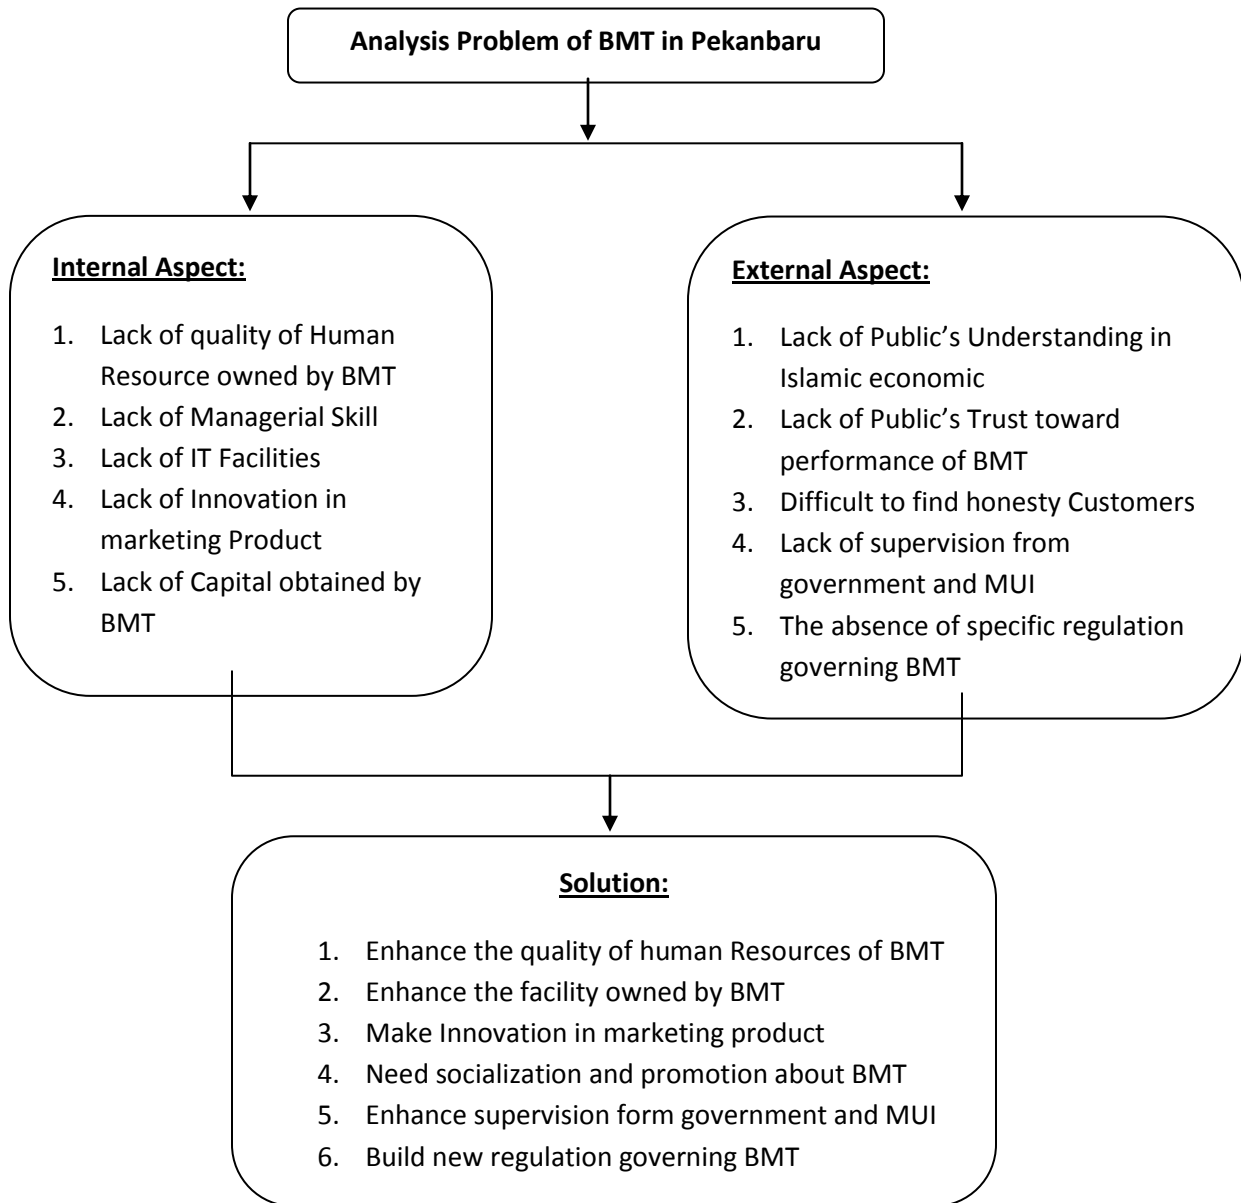 Analysis Problem of BMT in Pekanbaru
Internal Aspect:
1. Lack of quality of Human
Resource owned by BMT
2. Lack of Managerial Skill
3. Lack of IT Facilities
4. Lack of Innovation in
marketing Product
5. Lack of Capital obtained by
BMT
External Aspect:
1. Lack of Public’s Understanding in
Islamic economic
2. Lack of Public’s Trust toward
performance of BMT
3. Difficult to find honesty Customers
4. Lack of supervision from
government and MUI
5. The absence of specific regulation
governing BMT
Solution:
1. Enhance the quality of human Resources of BMT
2. Enhance the facility owned by BMT
3. Make Innovation in marketing product
4. Need socialization and promotion about BMT
5. Enhance supervision form government and MUI
6. Build new regulation governing BMT